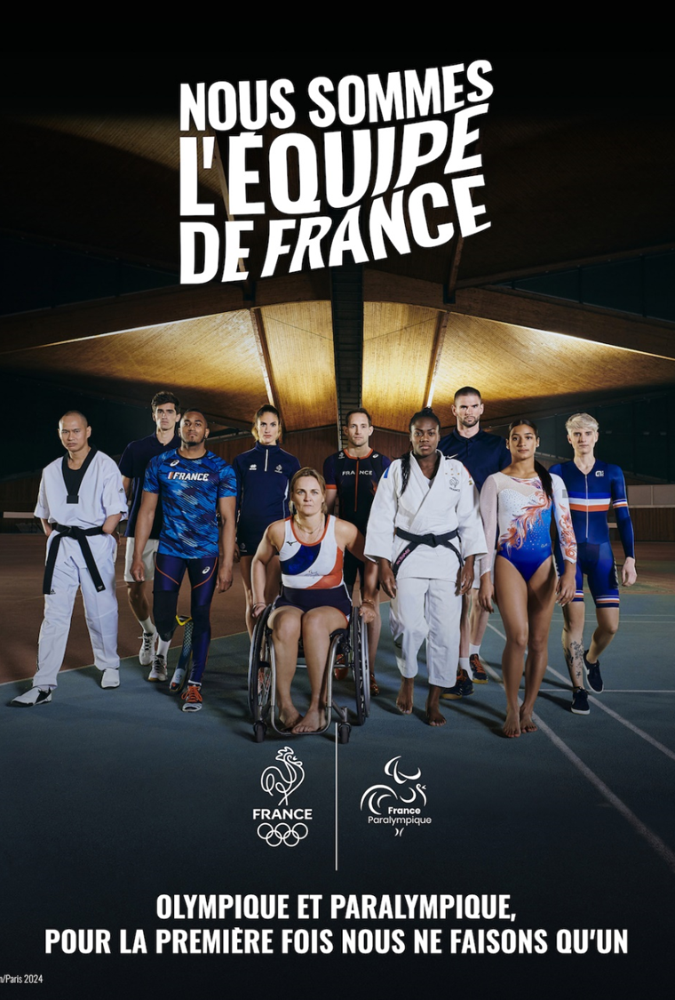 NOUS SOMMES
L'ÉQUIPE
DE FRANCE
FRANCE
FRANCE
FRANCE
France
Paralympique
OLYMPIQUE ET PARALYMPIQUE,
POUR LA PREMIÈRE FOIS NOUS NE FAISONS QU'UN
/Paris 2024